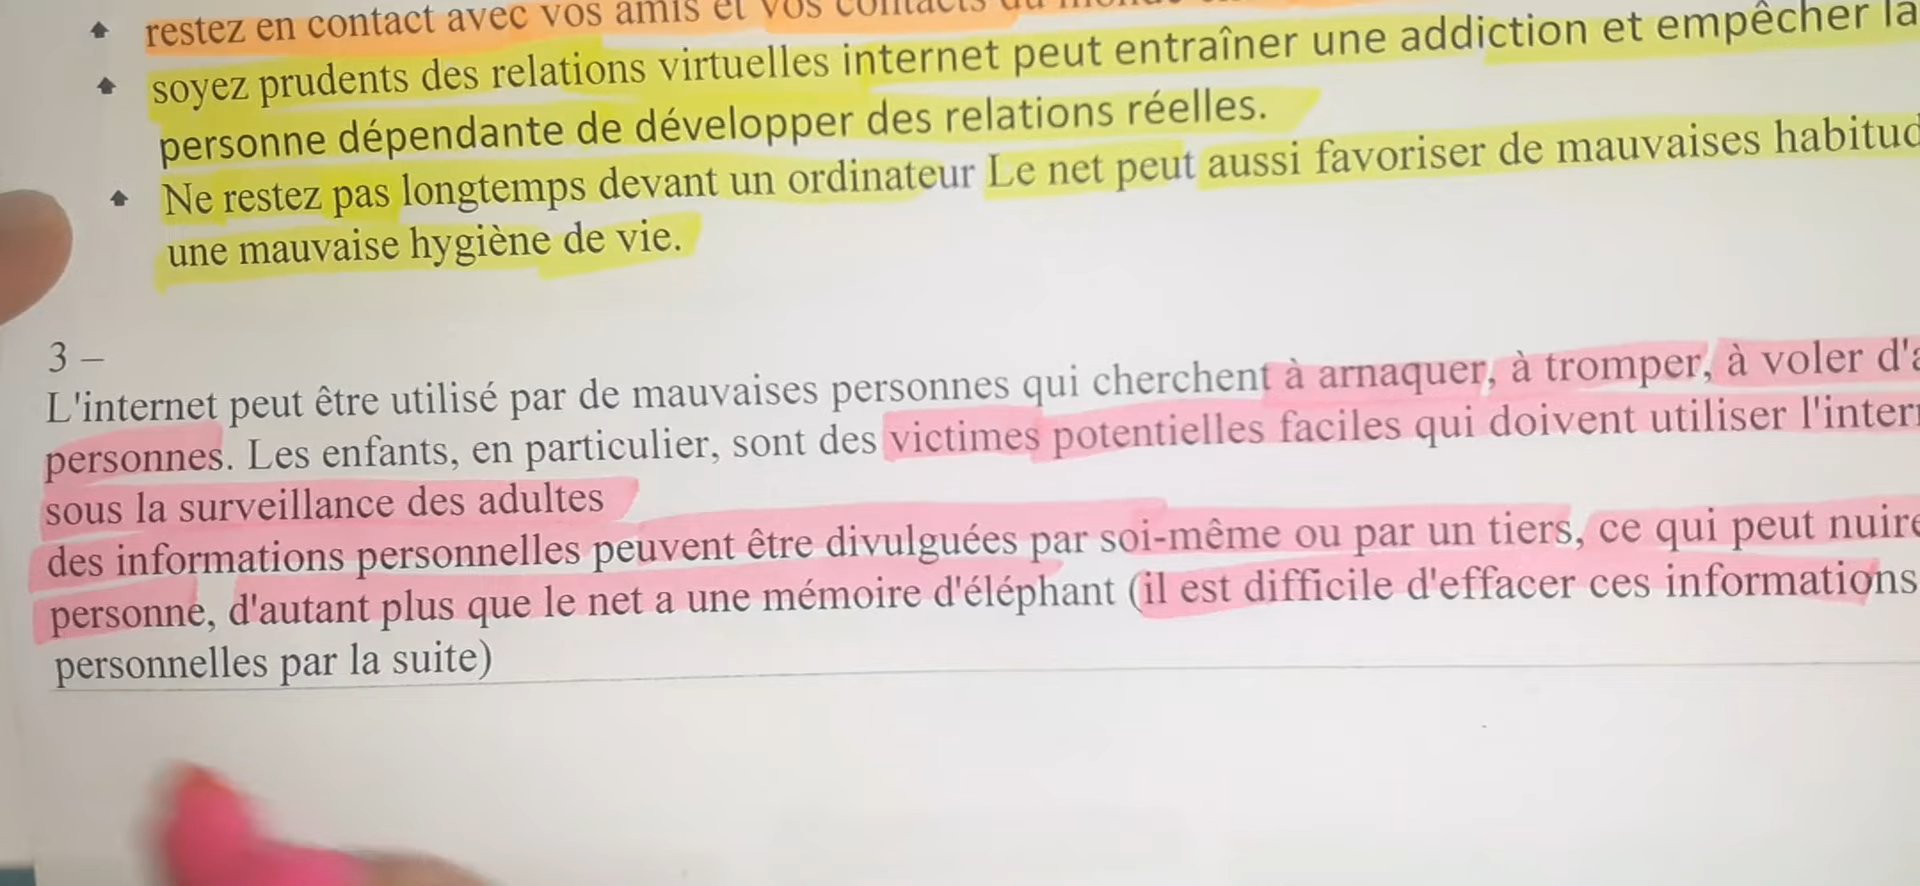 restez en contact avec vos amis et vos contacts du monde
soyez prudents des relations virtuelles internet peut entraîner une addiction et empêcher la
personne dépendante de développer des relations réelles.
Ne restez pas longtemps devant un ordinateur Le net peut aussi favoriser de mauvaises habitud
une mauvaise hygiène de vie.
3 –
L'internet peut être utilisé par de mauvaises personnes qui cherchent à arnaquer, à tromper, à voler d'a
personnes. Les enfants, en particulier, sont des victimes potentielles faciles qui doivent utiliser l'inter
sous la surveillance des adultes
des informations personnelles peuvent être divulguées par soi-même ou par un tiers, ce qui peut nuire
personne, d'autant plus que le net a une mémoire d'éléphant (il est difficile d'effacer ces informations
personnelles par la suite)